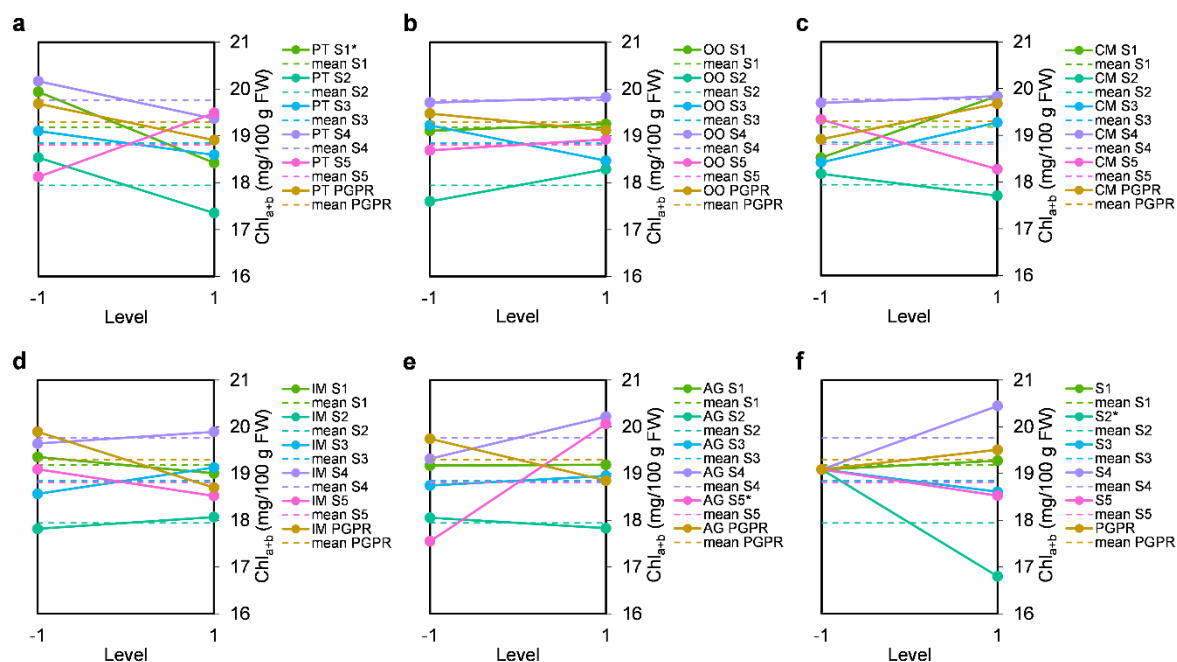 a
21
20
19
18
17
16
-1
1
Level
Chl a+b (mg/100 g FW)
PT S1*
mean S1
PT S2
mean S2
PT S3
mean S3
PT S4
mean S4
PT S5
mean S5
PT PGPR
mean PGPR
b
21
20
19
18
17
16
-1
1
Level
Chl a+b (mg/100 g FW)
OO S1
mean S1
OO S2
mean S2
OO S3
mean S3
OO S4
mean S4
OO S5
mean S5
OO PGPR
mean PGPR
c
21
20
19
18
17
16
-1
1
Level
Chl a+b (mg/100 g FW)
CM S1
mean S1
CM S2
mean S2
CM S3
mean S3
CM S4
mean S4
CM S5
mean S5
CM PGPR
mean PGPR
d
21
20
19
18
17
16
-1
1
Level
Chl a+b (mg/100 g FW)
IM S1
mean S1
IM S2
mean S2
IM S3
mean S3
IM S4
mean S4
IM S5
mean S5
IM PGPR
mean PGPR
e
21
20
19
18
17
16
-1
1
Level
Chl a+b (mg/100 g FW)
AG S1
mean S1
AG S2
mean S2
AG S3
mean S3
AG S4
mean S4
AG S5*
mean S5
AG PGPR
mean PGPR
f
21
20
19
18
17
16
-1
1
Level
Chl a+b (mg/100 g FW)
S1
mean S1
S2*
mean S2
S3
mean S3
S4
mean S4
S5
mean S5
PGPR
mean PGPR